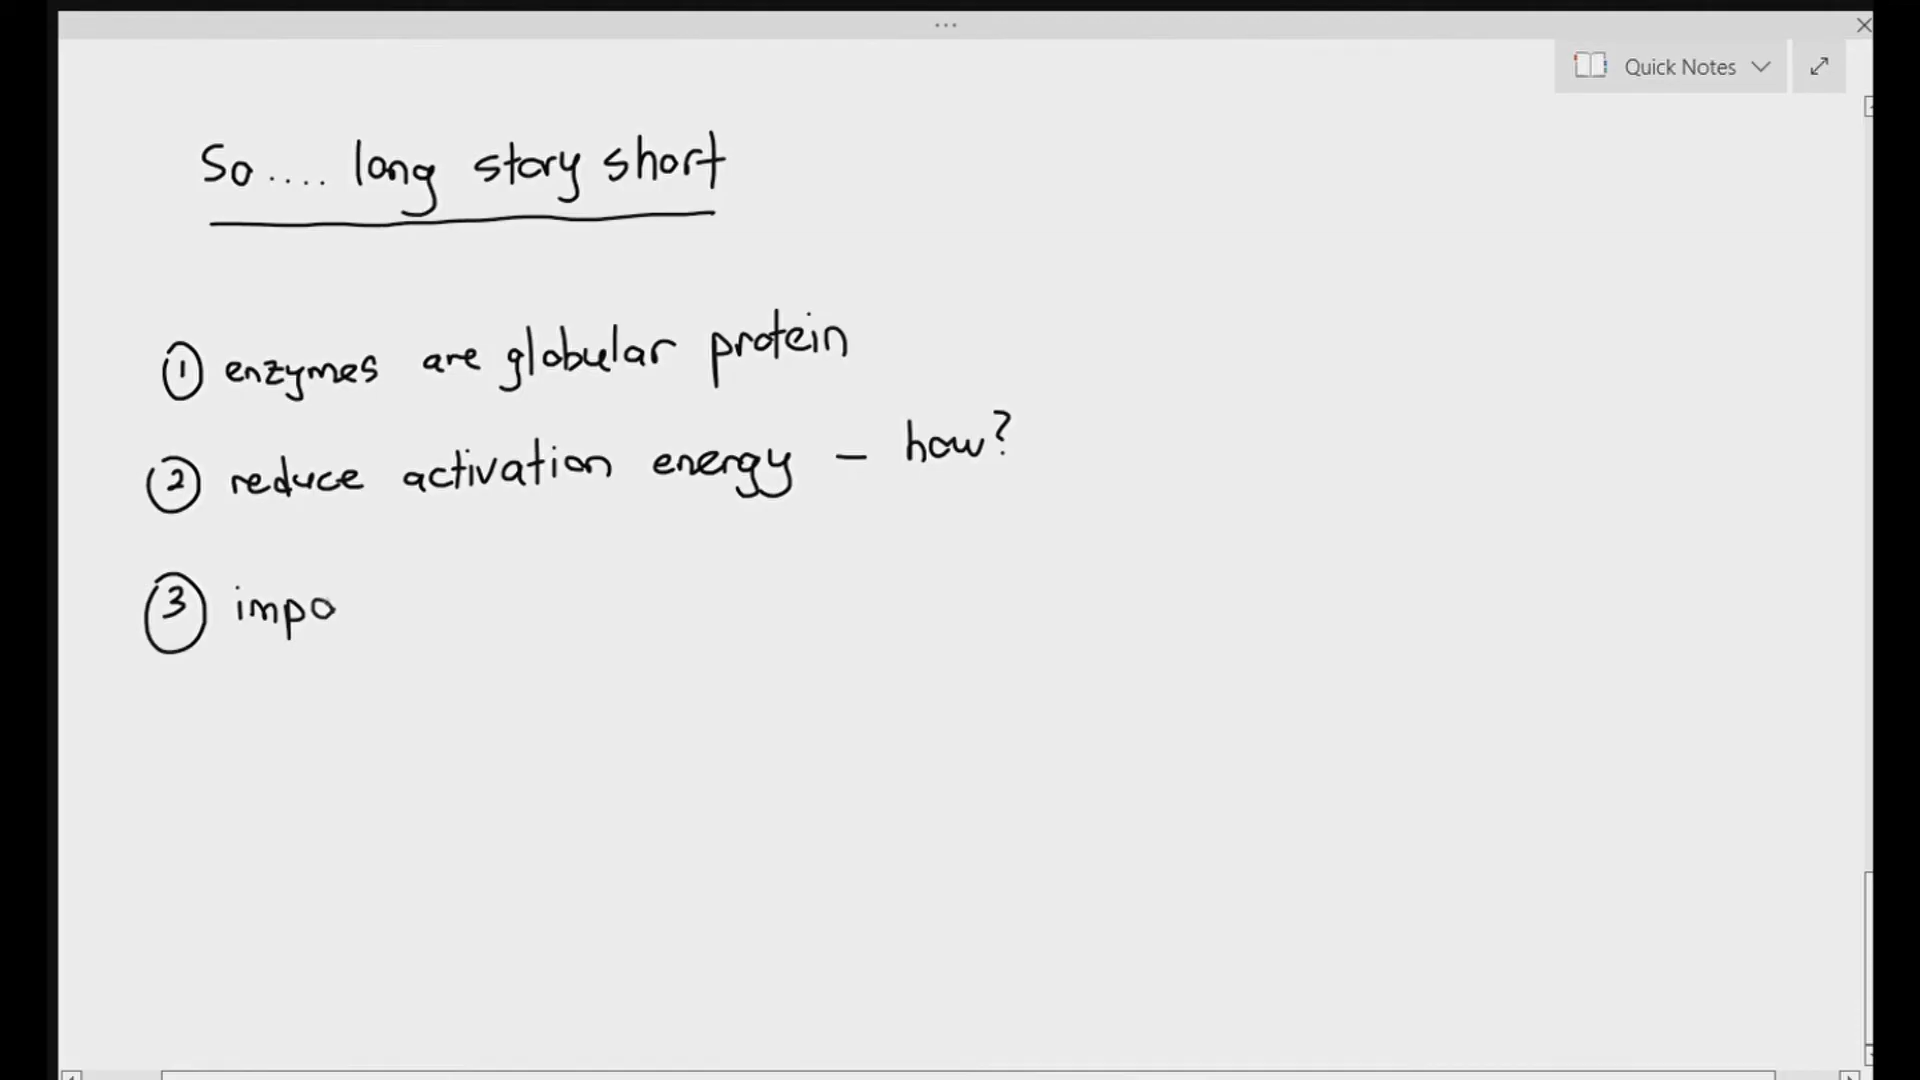 ...
Quick Notes
So.... long story short
① enzymes are globular protein
② reduce activation energy – how?
③ impo